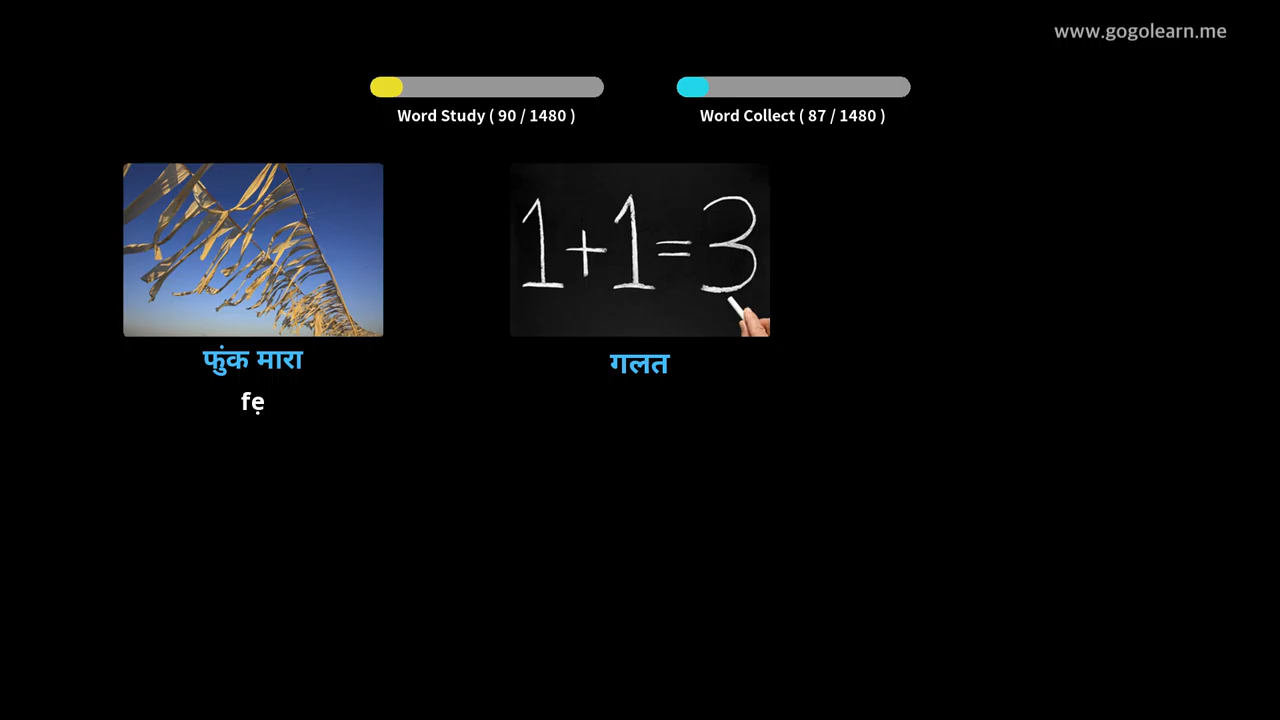 www.gogolearn.me
Word Study ( 90 / 1480 )
Word Collect ( 87 / 1480 )
1+1=3
फुंक मारा
गलत
fẹ